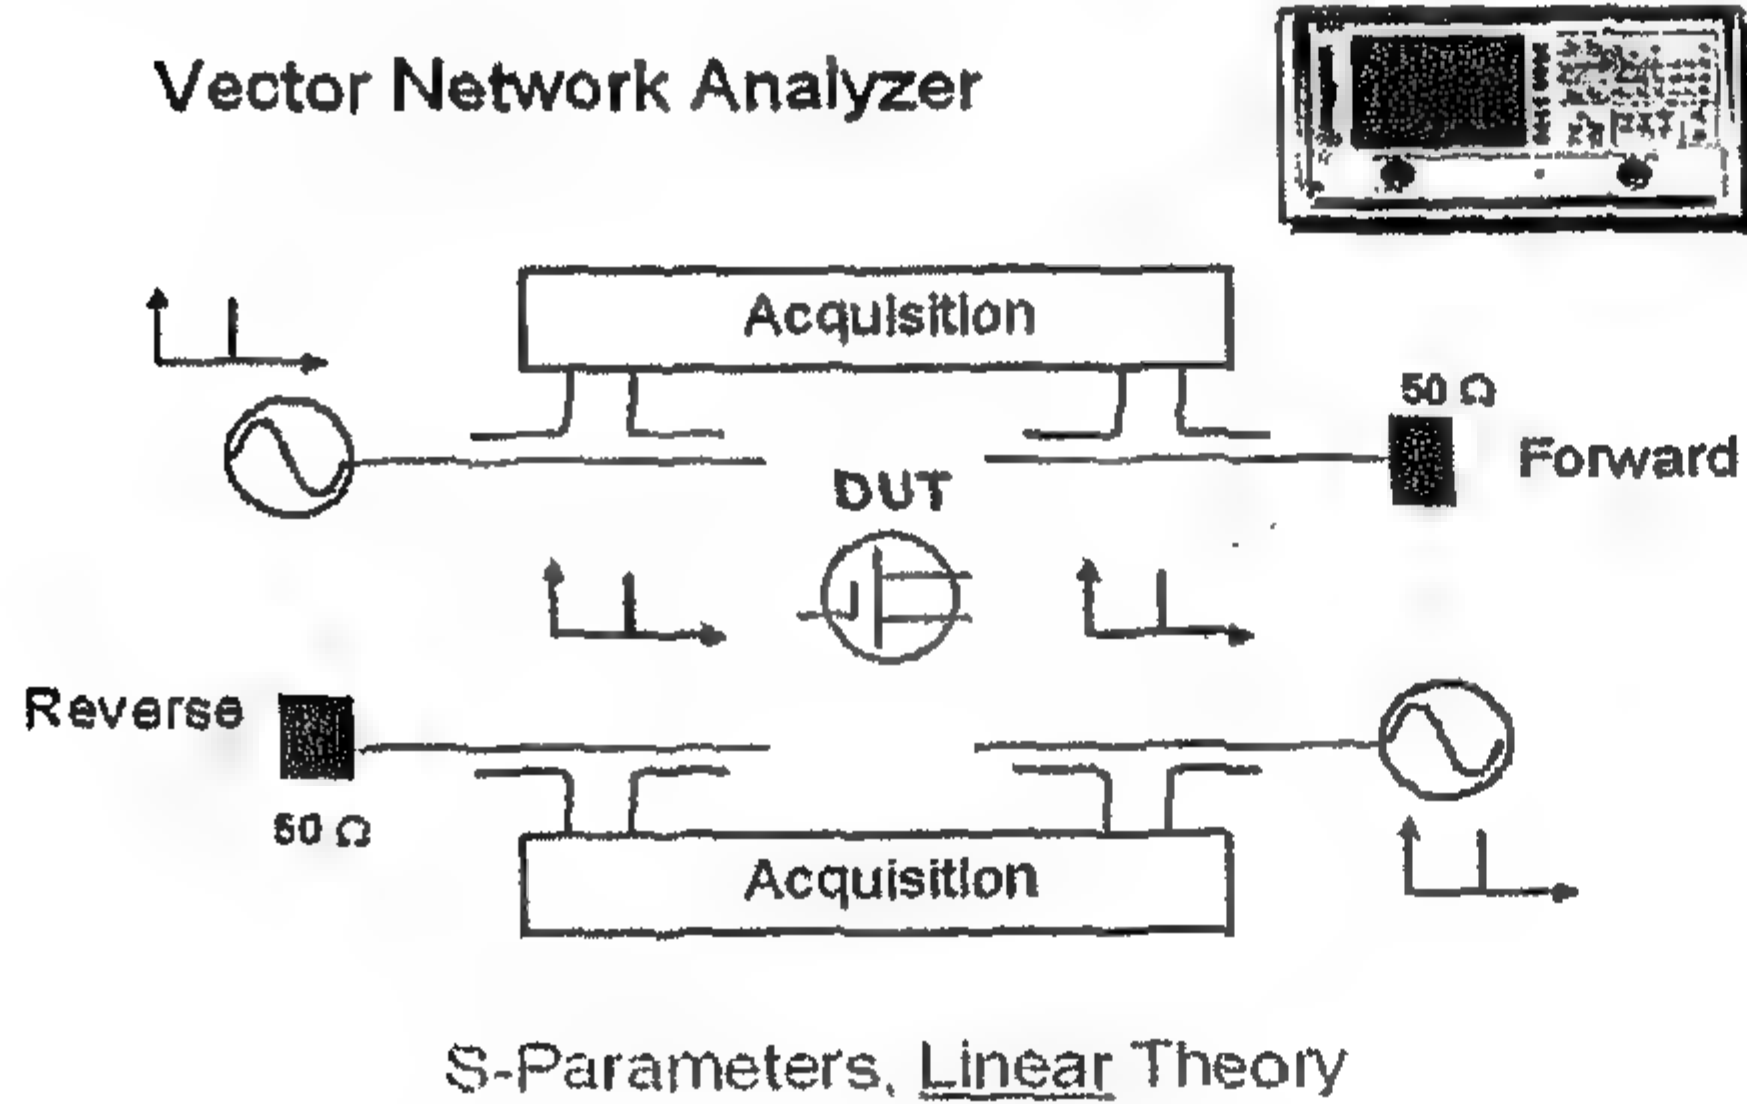 Vector Network Analyzer
Acquisition
50 Ω
Forward
DUT
Reverse
50 Ω
Acquisition
S-Parameters, Linear Theory